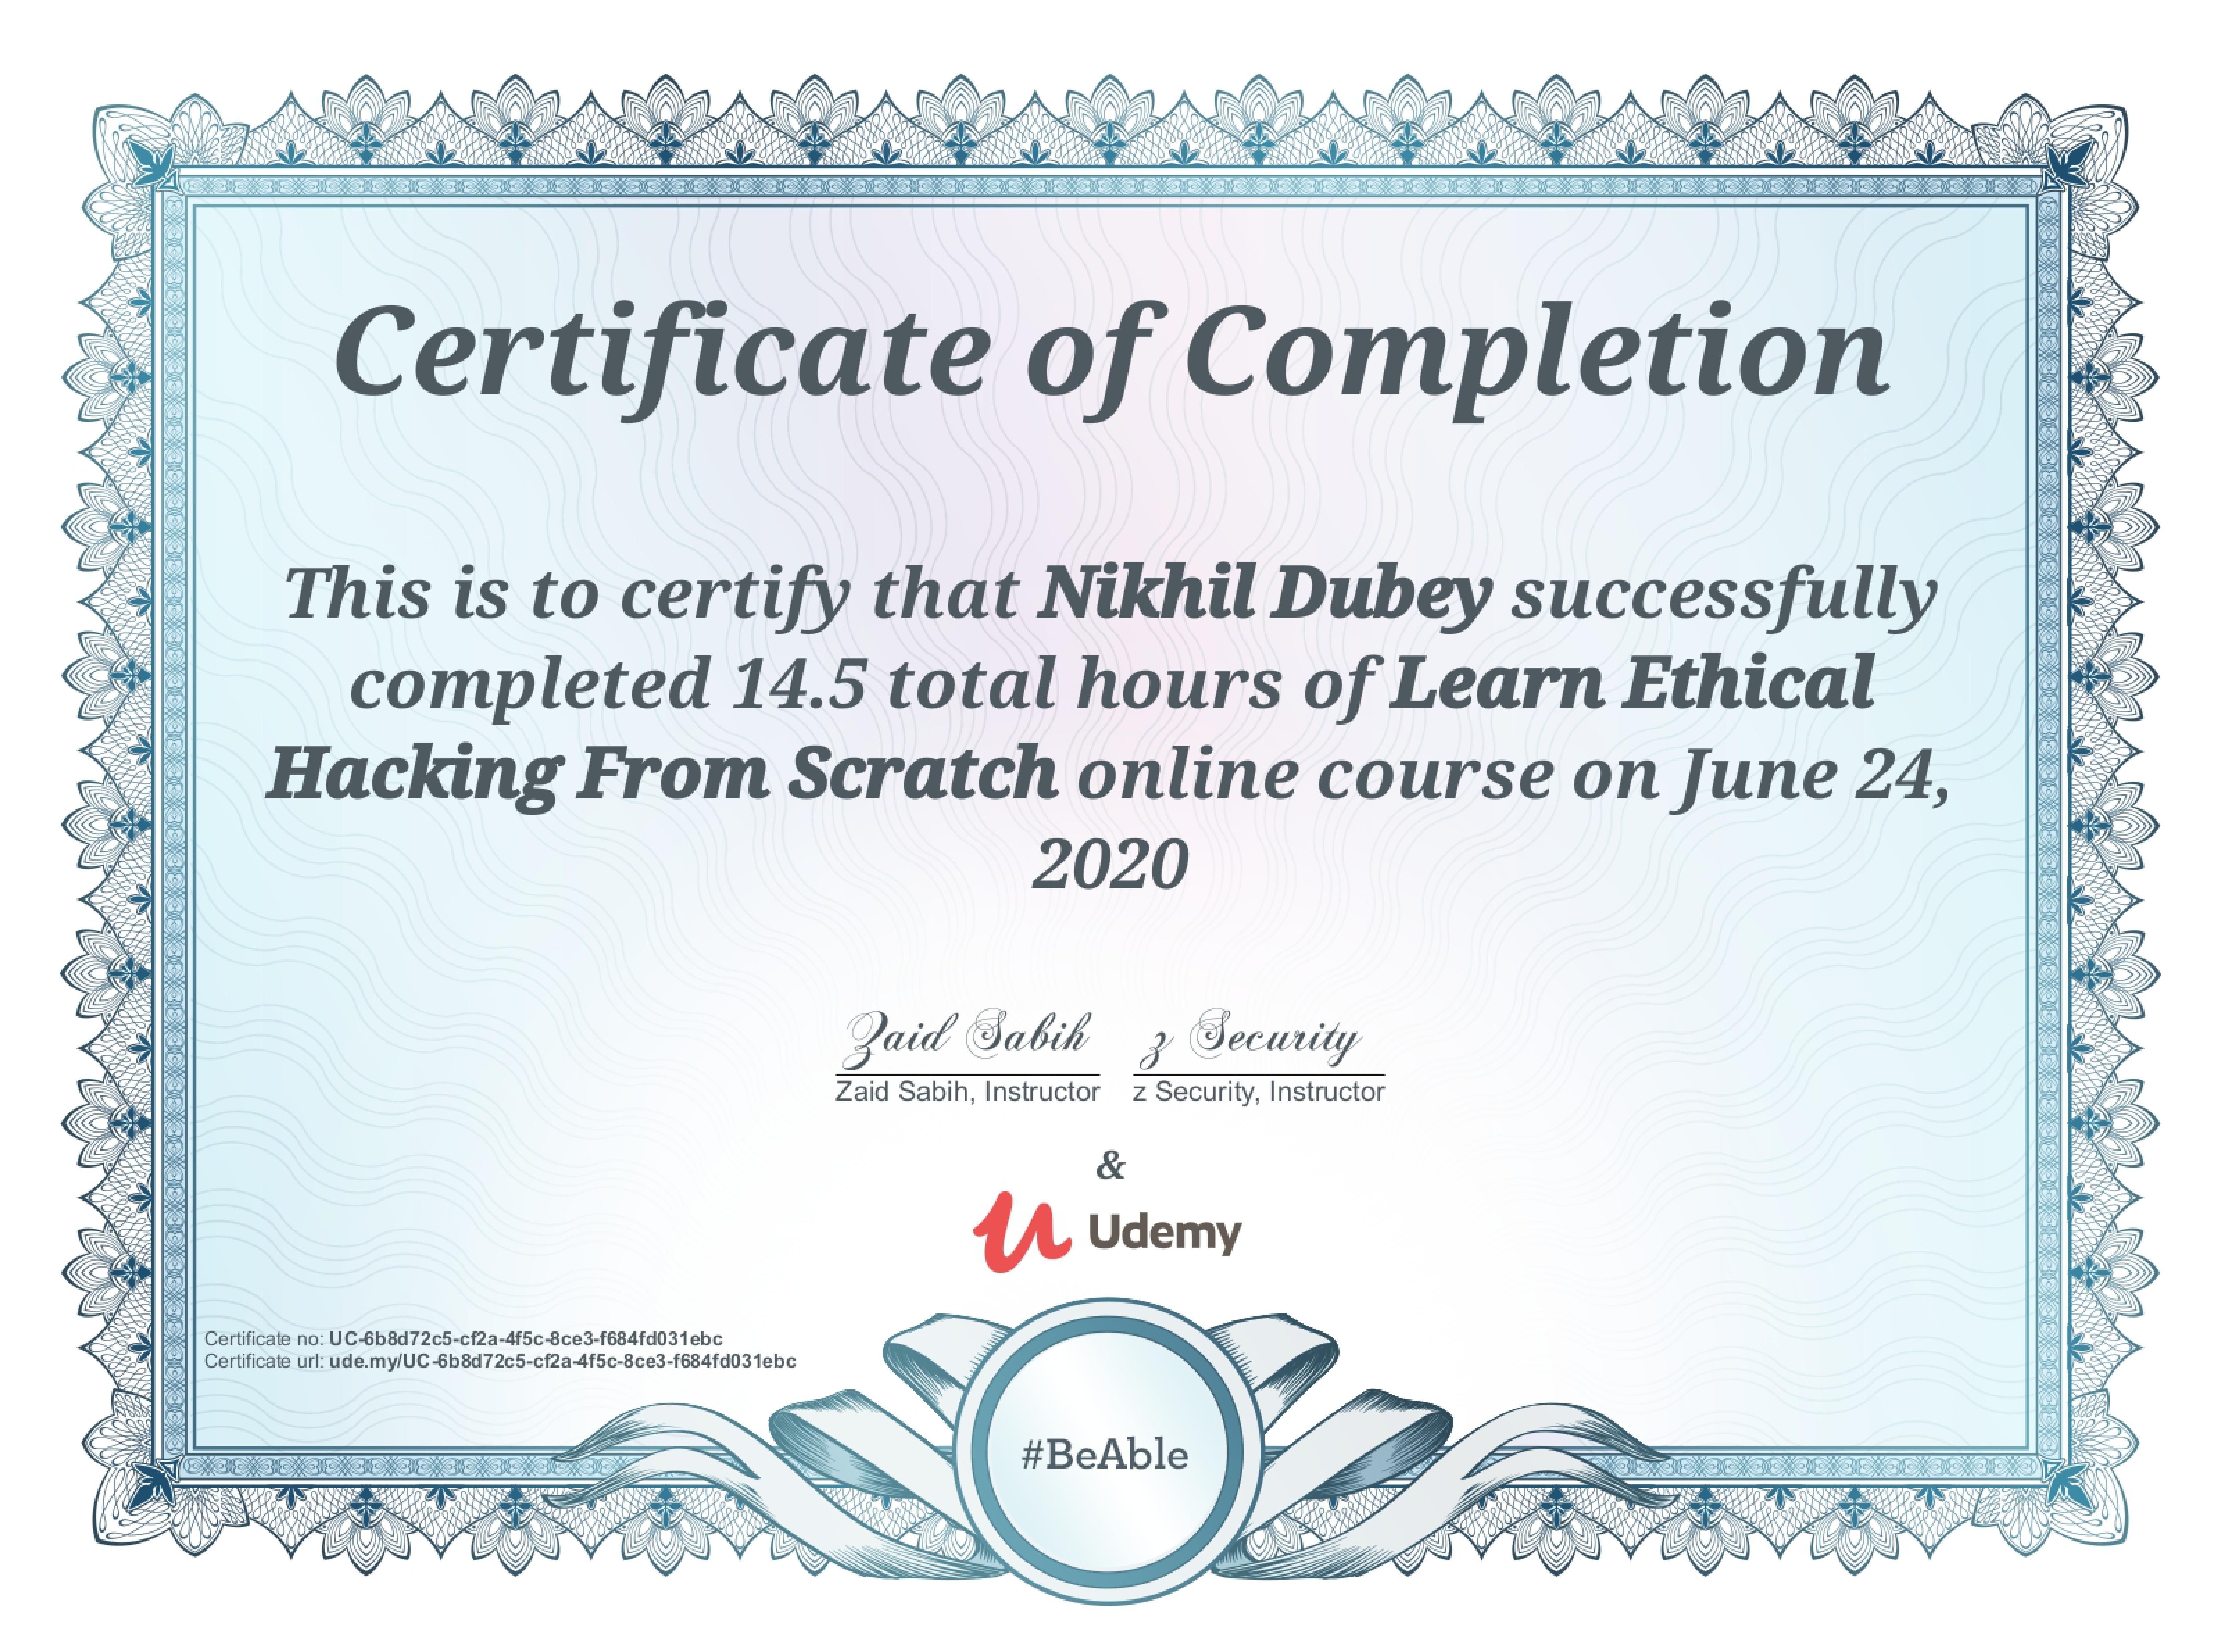 Certificate of Completion
This is to certify that Nikhil Dubey successfully
completed 14.5 total hours of Learn Ethical
Hacking From Scratch online course on June 24,
2020
Zaid Sabih z Security
Zaid Sabih, Instructor z Security, Instructor
&
Udemy
Certificate no: UC-6b8d72c5-cf2a-4f5c-8ce3-f684fd031ebc
Certificate url: ude.my/UC-6b8d72c5-cf2a-4f5c-8ce3-f684fd031ebc
#BeAble